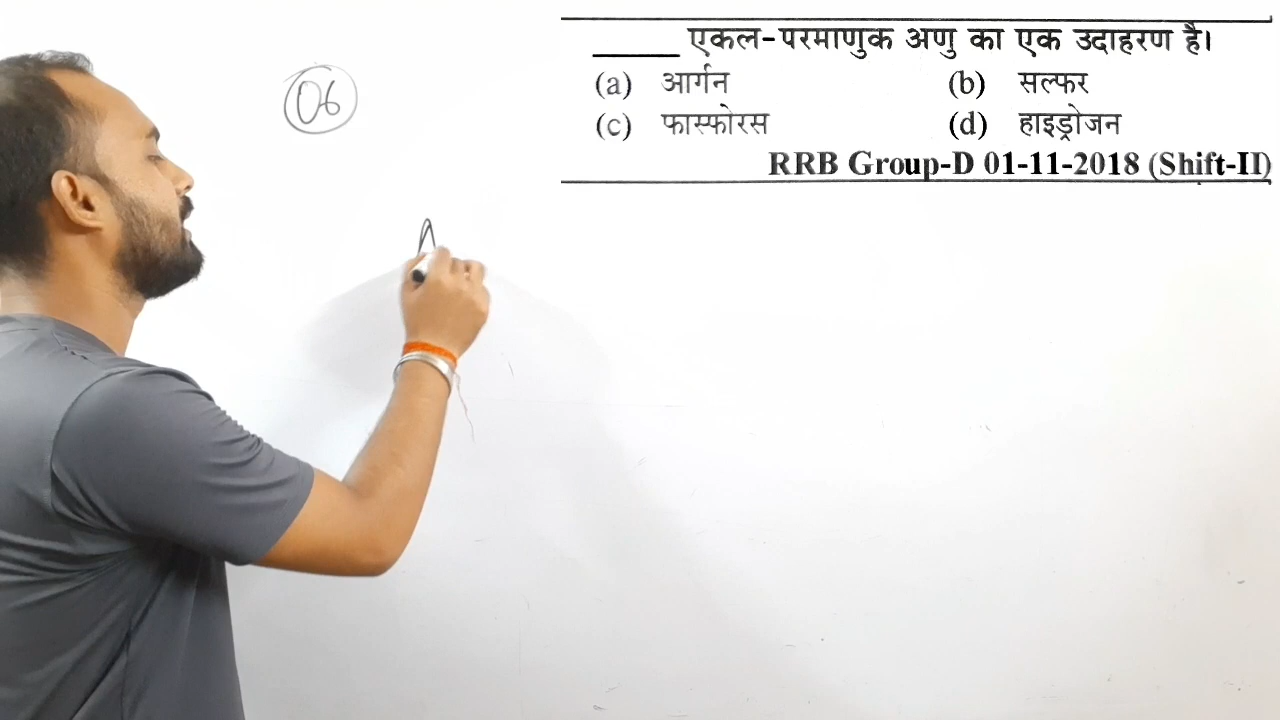 _____ एकल-परमाणुक अणु का एक उदाहरण है।
(a) आर्गन (b) सल्फर
(c) फास्फोरस (d) हाइड्रोजन
RRB Group-D 01-11-2018 (Shift-II)
06
A